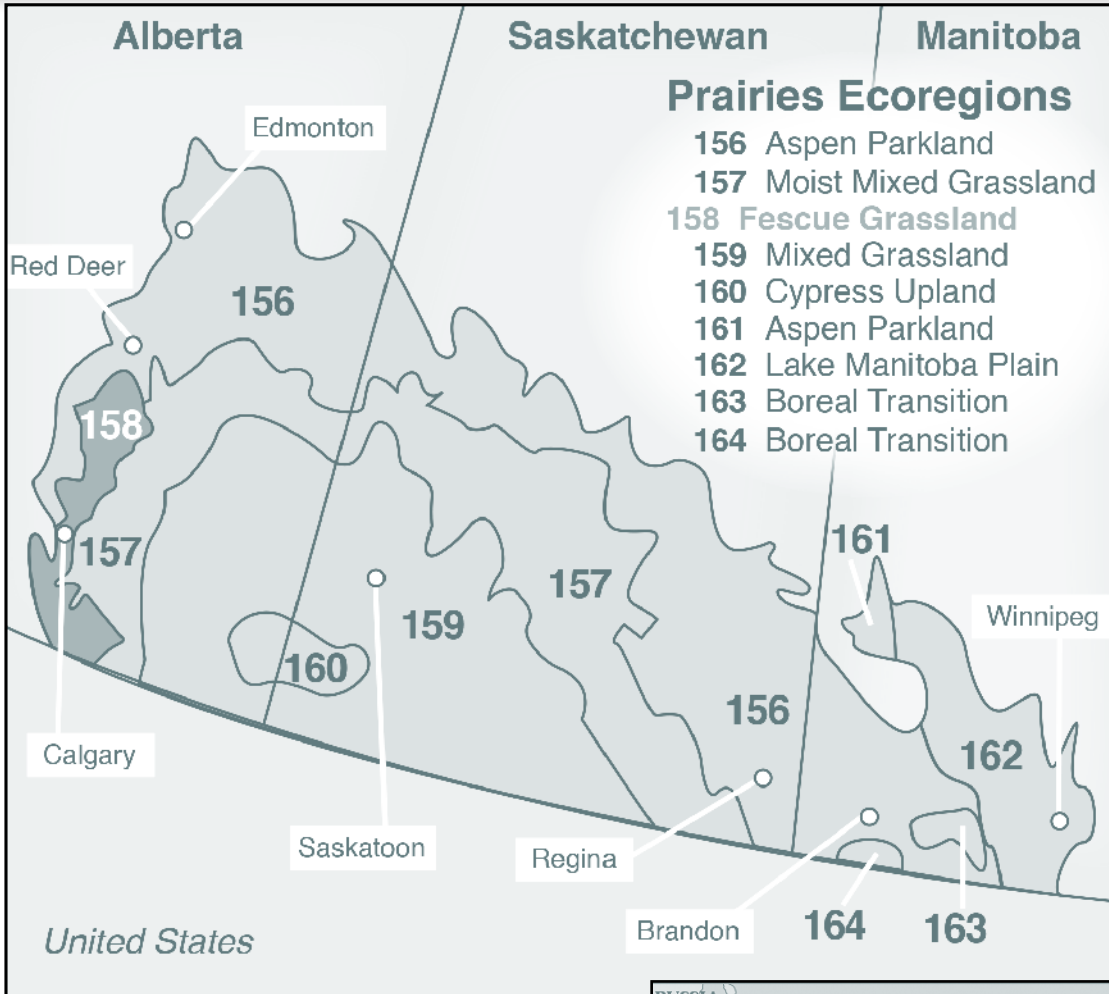 Alberta
Saskatchewan
Manitoba
Prairies Ecoregions
156 Aspen Parkland
157 Moist Mixed Grassland
158 Fescue Grassland
159 Mixed Grassland
160 Cypress Upland
161 Aspen Parkland
162 Lake Manitoba Plain
163 Boreal Transition
164 Boreal Transition
Edmonton
Red Deer
156
158
157
161
157
159
Winnipeg
160
156
162
Calgary
Saskatoon
Regina
Brandon
164
163
United States
RUSSIA